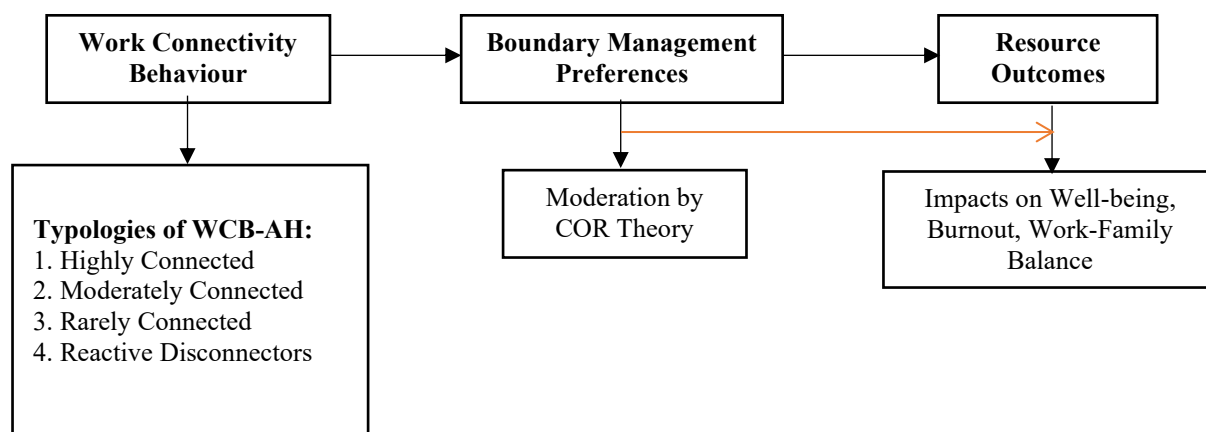 Work Connectivity
Behaviour
Boundary Management
Preferences
Resource
Outcomes
Typologies of WCB-AH:
1. Highly Connected
2. Moderately Connected
3. Rarely Connected
4. Reactive Disconnectors
Moderation by
COR Theory
Impacts on Well-being,
Burnout, Work-Family
Balance